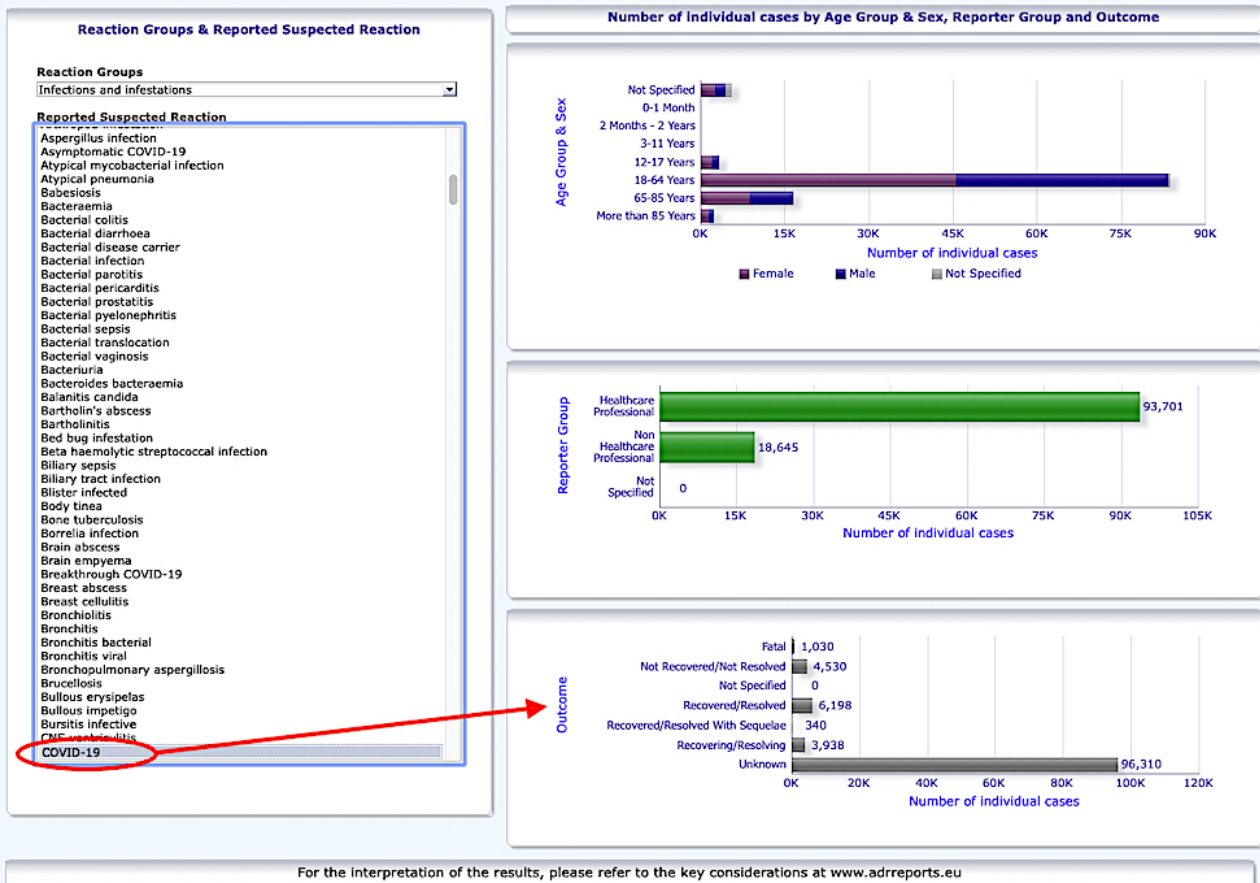 Reaction Groups & Reported Suspected Reaction
Reaction Groups
Infections and infestations
Reported Suspected Reaction
Aspergillus infection
Asymptomatic COVID-19
Atypical mycobacterial infection
Atypical pneumonia
Babesiosis
Bacteraemia
Bacterial colitis
Bacterial diarrhoea
Bacterial disease carrier
Bacterial infection
Bacterial parotitis
Bacterial pericarditis
Bacterial prostatitis
Bacterial pyelonephritis
Bacterial sepsis
Bacterial translocation
Bacterial vaginosis
Bacteriuria
Bacteroides bacteraemia
Balanitis candida
Bartholin's abscess
Bartholinitis
Bed bug infestation
Beta haemolytic streptococcal infection
Biliary sepsis
Biliary tract infection
Blister infected
Body tinea
Bone tuberculosis
Borrelia infection
Brain abscess
Brain empyema
Breakthrough COVID-19
Breast abscess
Breast cellulitis
Bronchiolitis
Bronchitis
Bronchitis bacterial
Bronchitis viral
Bronchopulmonary aspergillosis
Brucellosis
Bullous erysipelas
Bullous impetigo
Bursitis infective
CNS ventriculitis
COVID-19
Number of individual cases by Age Group & Sex, Reporter Group and Outcome
Age Group & Sex
Not Specified
0-1 Month
2 Months - 2 Years
3-11 Years
12-17 Years
18-64 Years
65-85 Years
More than 85 Years
0K 15K 30K 45K 60K 75K 90K
Number of individual cases
Female Male Not Specified
Reporter Group
Healthcare
Professional 93,701
Non
Healthcare
Professional 18,645
Not
Specified 0
0K 15K 30K 45K 60K 75K 90K 105K
Number of individual cases
Outcome
Fatal 1,030
Not Recovered/Not Resolved 4,530
Not Specified 0
Recovered/Resolved 6,198
Recovered/Resolved With Sequelae 340
Recovering/Resolving 3,938
Unknown 96,310
0K 20K 40K 60K 80K 100K 120K
Number of individual cases
For the interpretation of the results, please refer to the key considerations at www.adrreports.eu